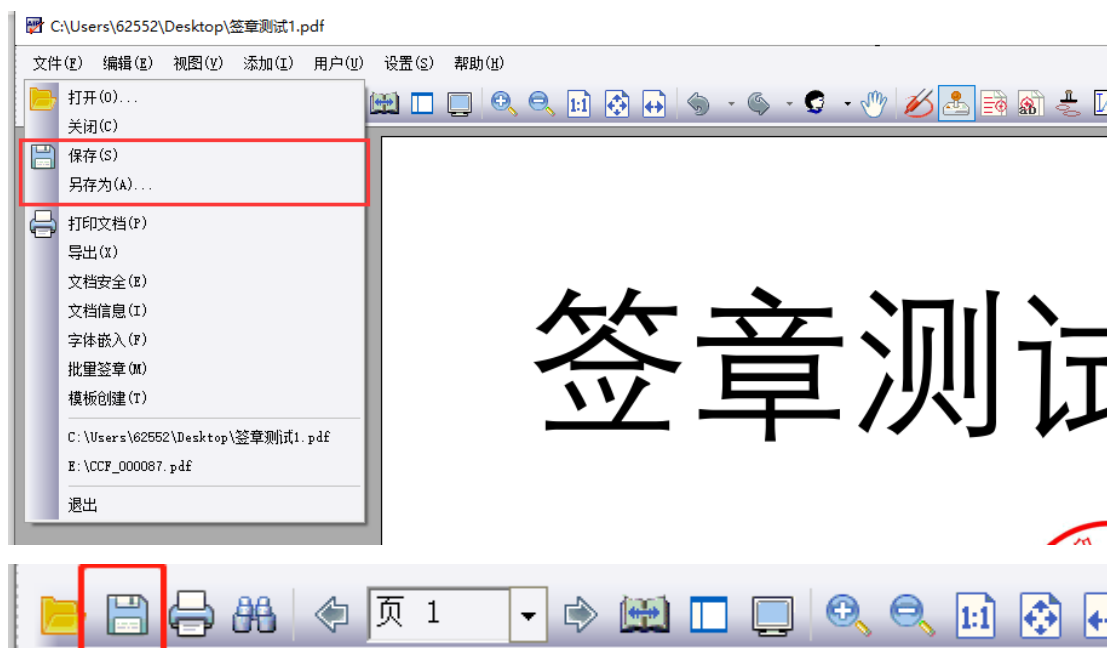 C:\Users\62552\Desktop\签章测试1.pdf
文件(F) 编辑(E) 视图(V) 添加(I) 用户(U) 设置(S) 帮助(H)
打开(O)...
关闭(C)
保存(S)
另存为(A)...
打印文档(P)
导出(X)
文档安全(E)
文档信息(I)
字体嵌入(F)
批量签章(M)
模板创建(T)
C:\Users\62552\Desktop\签章测试1.pdf
E:\CCF_000087.pdf
退出
1:1
ab
签章测试
页 1
1:1